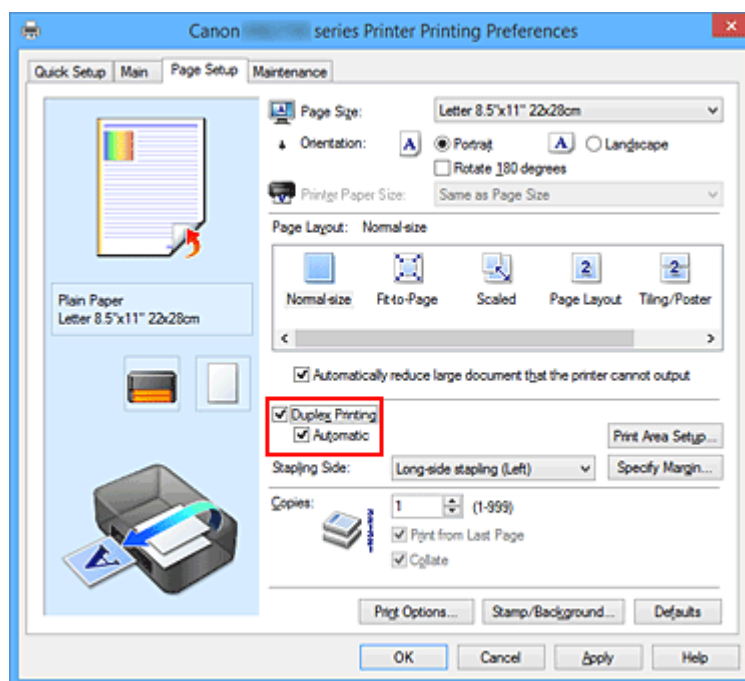 Canon series Printer Printing Preferences
Quick Setup Main Page Setup Maintenance
Page Size: Letter 8.5"x11" 22x28cm
Orientation: A Portrait A Landscape
Rotate 180 degrees
Printer Paper Size: Same as Page Size
Page Layout: Normal-size
2 2
Normal-size Fit-to-Page Scaled Page Layout Tiling/Poster
Plain Paper
Letter 8.5"x11" 22x28cm
Automatically reduce large document that the printer cannot output
Duplex Printing
Automatic
Print Area Setup...
Stapling Side: Long-side stapling (Left) Specify Margin...
Copies: 1 (1-999)
Print from Last Page
Collate
A
Print Options... Stamp/Background... Defaults
OK Cancel Apply Help